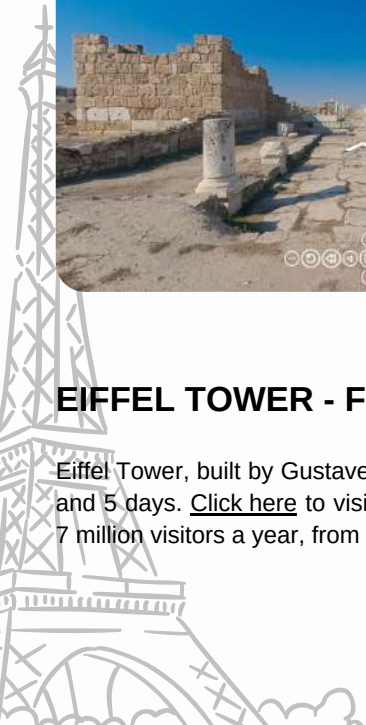 EIFFEL TOWER - F
Eiffel Tower, built by Gustave
and 5 days. Click here to visi
7 million visitors a year, from